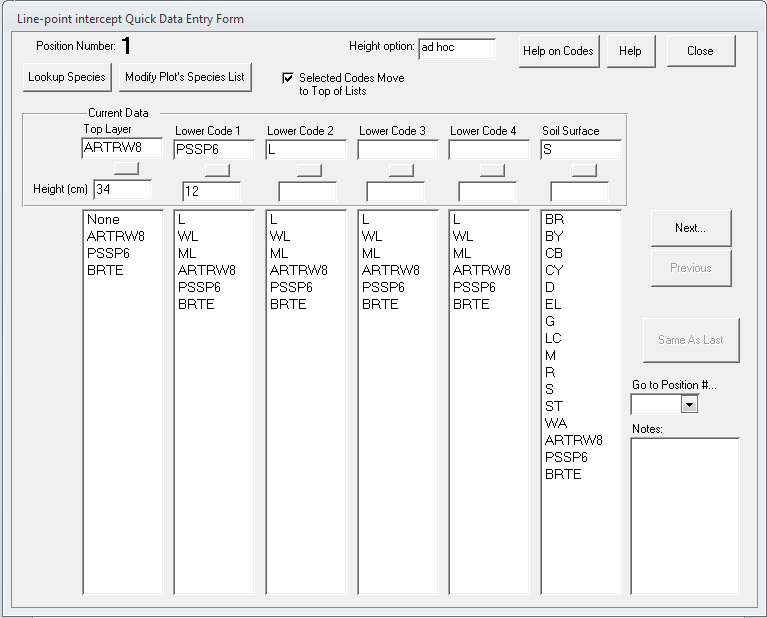 Line-point intercept Quick Data Entry Form
Position Number: 1
Height option: ad hoc
Help on Codes
Help
Close
Lookup Species
Modify Plot's Species List
Selected Codes Move
to Top of Lists
Current Data
Top Layer
Lower Code 1
Lower Code 2
Lower Code 3
Lower Code 4
Soil Surface
ARTRW8
PSSP6
L
S
Height (cm)
34
12
None
ARTRW8
PSSP6
BRTE
L
WL
ML
ARTRW8
PSSP6
BRTE
L
WL
ML
ARTRW8
PSSP6
BRTE
L
WL
ML
ARTRW8
PSSP6
BRTE
L
WL
ML
ARTRW8
PSSP6
BRTE
BR
BY
CB
CY
D
EL
G
LC
M
R
S
ST
WA
ARTRW8
PSSP6
BRTE
Next...
Previous
Same As Last
Go to Position #...
Notes: